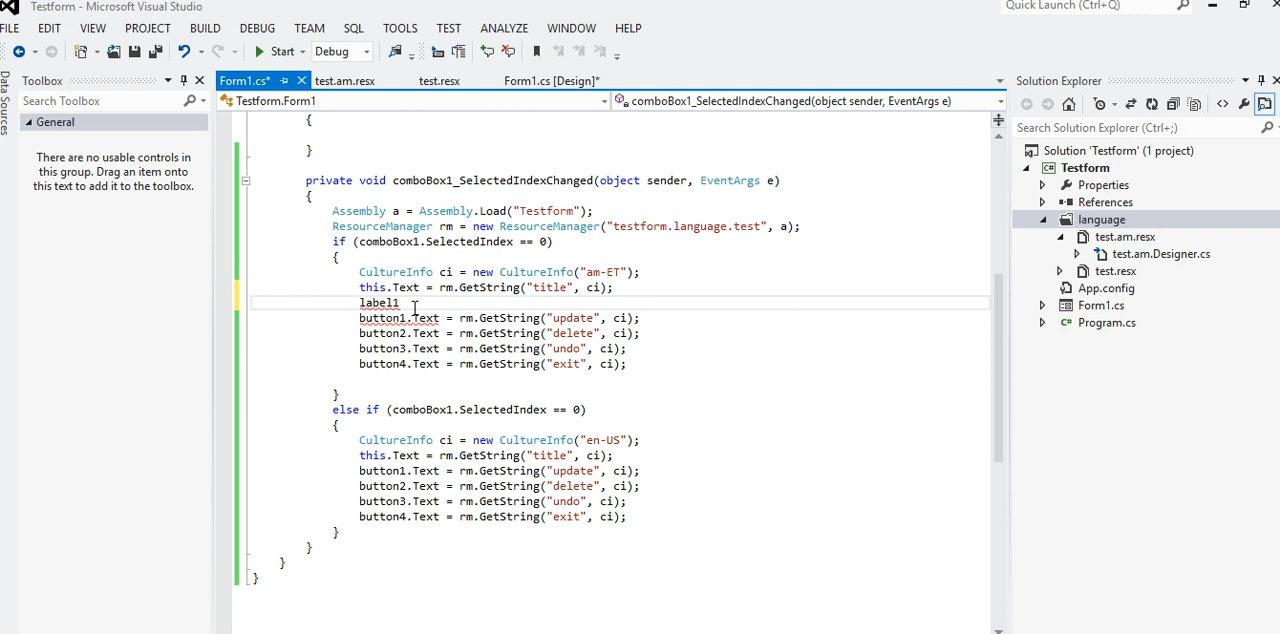 Testform - Microsoft Visual Studio
Quick Launch (Ctrl+Q)
FILE EDIT VIEW PROJECT BUILD DEBUG TEAM SQL TOOLS TEST ANALYZE WINDOW HELP
Start Debug
Data Sources
Toolbox
Search Toolbox
General
There are no usable controls in
this group. Drag an item onto
this text to add it to the toolbox.
Form1.cs* test.am.resx test.resx Form1.cs [Design]*
Testform.Form1 comboBox1_SelectedIndexChanged(object sender, EventArgs e)
{
}
private void comboBox1_SelectedIndexChanged(object sender, EventArgs e)
{
Assembly a = Assembly.Load("Testform");
ResourceManager rm = new ResourceManager("testform.language.test", a);
if (comboBox1.SelectedIndex == 0)
{
CultureInfo ci = new CultureInfo("am-ET");
this.Text = rm.GetString("title", ci);
label1
button1.Text = rm.GetString("update", ci);
button2.Text = rm.GetString("delete", ci);
button3.Text = rm.GetString("undo", ci);
button4.Text = rm.GetString("exit", ci);
}
else if (comboBox1.SelectedIndex == 0)
{
CultureInfo ci = new CultureInfo("en-US");
this.Text = rm.GetString("title", ci);
button1.Text = rm.GetString("update", ci);
button2.Text = rm.GetString("delete", ci);
button3.Text = rm.GetString("undo", ci);
button4.Text = rm.GetString("exit", ci);
}
}
}
}
Solution Explorer
Search Solution Explorer (Ctrl+;)
Solution 'Testform' (1 project)
C# Testform
Properties
References
language
test.am.resx
test.am.Designer.cs
test.resx
App.config
Form1.cs
C# Program.cs